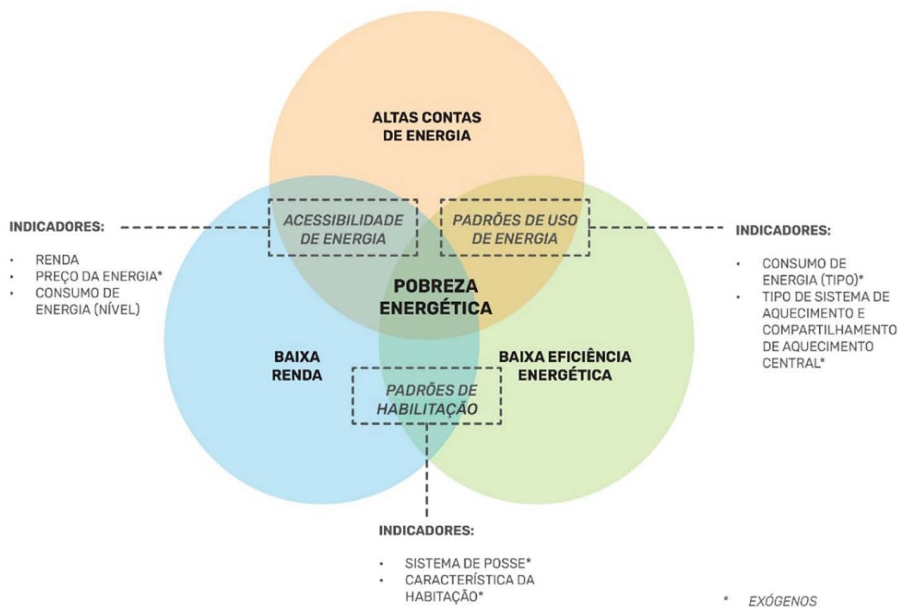 ALTAS CONTAS
DE ENERGIA
ACESSIBILIDADE
DE ENERGIA
PADRÕES DE USO
DE ENERGIA
INDICADORES:
• RENDA
• PREÇO DA ENERGIA*
• CONSUMO DE
ENERGIA (NÍVEL)
INDICADORES:
• CONSUMO DE
ENERGIA (TIPO)*
• TIPO DE SISTEMA DE
AQUECIMENTO E
COMPARTILHAMENTO
DE AQUECIMENTO
CENTRAL*
POBREZA
ENERGÉTICA
BAIXA
RENDA
BAIXA EFICIÊNCIA
ENERGÉTICA
PADRÕES DE
HABILITAÇÃO
INDICADORES:
• SISTEMA DE POSSE*
• CARACTERÍSTICA DA
HABITAÇÃO*
* EXÓGENOS